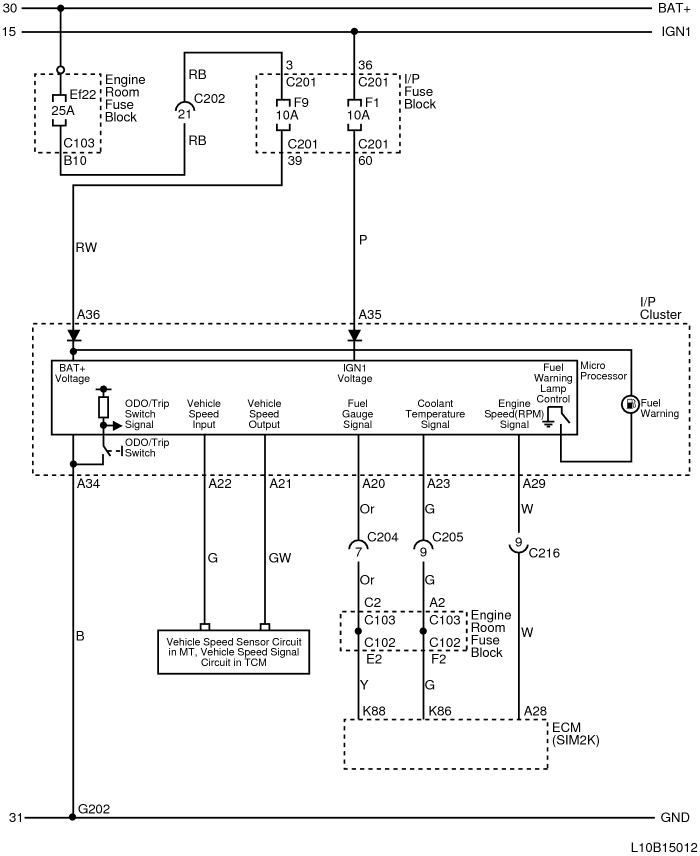 30
BAT+
15
IGN1
Engine
Room
Fuse
Block
Ef22
25A
C103
B10
RB
C202
21
RB
3
C201
F9
10A
C201
39
36
C201
F1
10A
C201
60
I/P
Fuse
Block
RW
P
A36
A35
I/P
Cluster
BAT+
Voltage
IGN1
Voltage
Fuel
Warning
Lamp
Control
Micro
Processor
Fuel
Warning
ODO/Trip
Switch
Signal
ODO/Trip
Switch
Vehicle
Speed
Input
Vehicle
Speed
Output
Fuel
Gauge
Signal
Coolant
Temperature
Signal
Engine
Speed(RPM)
Signal
A34
A22
A21
A20
A23
A29
Or
G
W
7
C204
9
C205
9
C216
G
GW
Or
G
C2
A2
C103
C103
C102
C102
E2
F2
Engine
Room
Fuse
Block
B
W
Vehicle Speed Sensor Circuit
in MT, Vehicle Speed Signal
Circuit in TCM
Y
G
K88
K86
A28
ECM
(SIM2K)
G202
31
GND
L10B15012